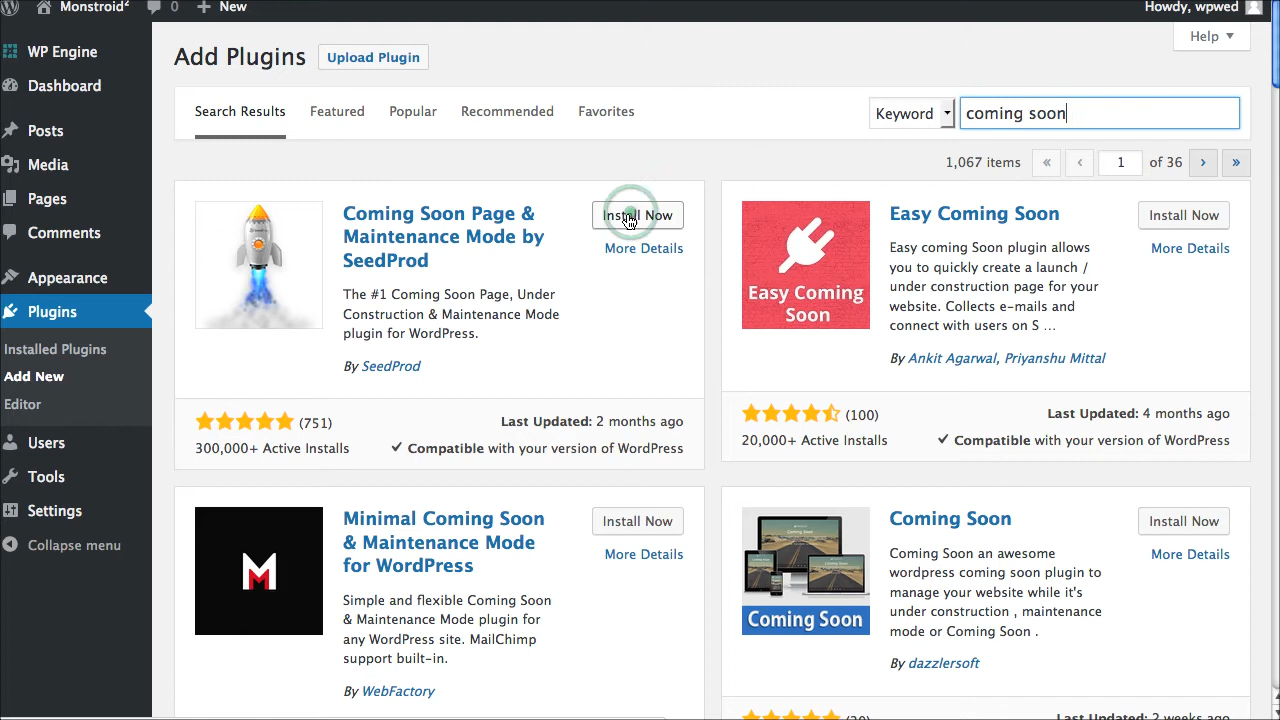 Monstroid²
0
New
Howdy, wpwed
WP Engine
Dashboard
Posts
Media
Pages
Comments
Appearance
Plugins
Installed Plugins
Add New
Editor
Users
Tools
Settings
Collapse menu
Help
Add Plugins
Upload Plugin
Search Results
Featured
Popular
Recommended
Favorites
Keyword
coming soon
1,067 items
«
‹
1
of 36
›
»
Coming Soon Page &
Maintenance Mode by
SeedProd
Install Now
More Details
The #1 Coming Soon Page, Under
Construction & Maintenance Mode
plugin for WordPress.
By SeedProd
(751)
Last Updated: 2 months ago
300,000+ Active Installs
Compatible with your version of WordPress
Easy Coming
Soon
Easy Coming Soon
Install Now
More Details
Easy coming Soon plugin allows
you to quickly create a launch /
under construction page for your
website. Collects e-mails and
connect with users on S ...
By Ankit Agarwal, Priyanshu Mittal
(100)
Last Updated: 4 months ago
20,000+ Active Installs
Compatible with your version of WordPress
M
Minimal Coming Soon
& Maintenance Mode
for WordPress
Install Now
More Details
Simple and flexible Coming Soon
& Maintenance Mode plugin for
any WordPress site. MailChimp
support built-in.
By WebFactory
Coming Soon
Coming Soon
Install Now
More Details
Coming Soon an awesome
wordpress coming soon plugin to
manage your website while it's
under construction , maintenance
mode or Coming Soon .
By dazzlersoft
Last Updated: 2 weeks ago